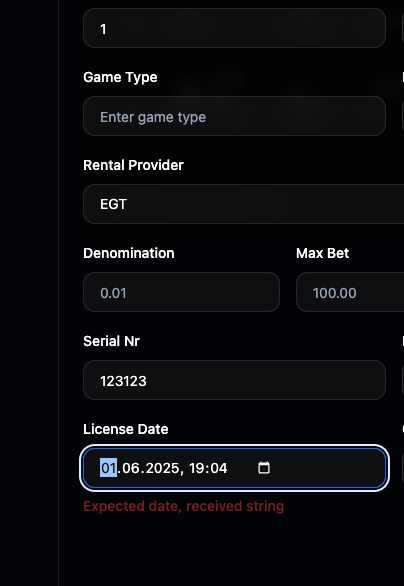 1
Game Type
Enter game type
Rental Provider
EGT
Denomination
Max Bet
0.01
100.00
Serial Nr
123123
License Date
01.06.2025, 19:04
Expected date, received string